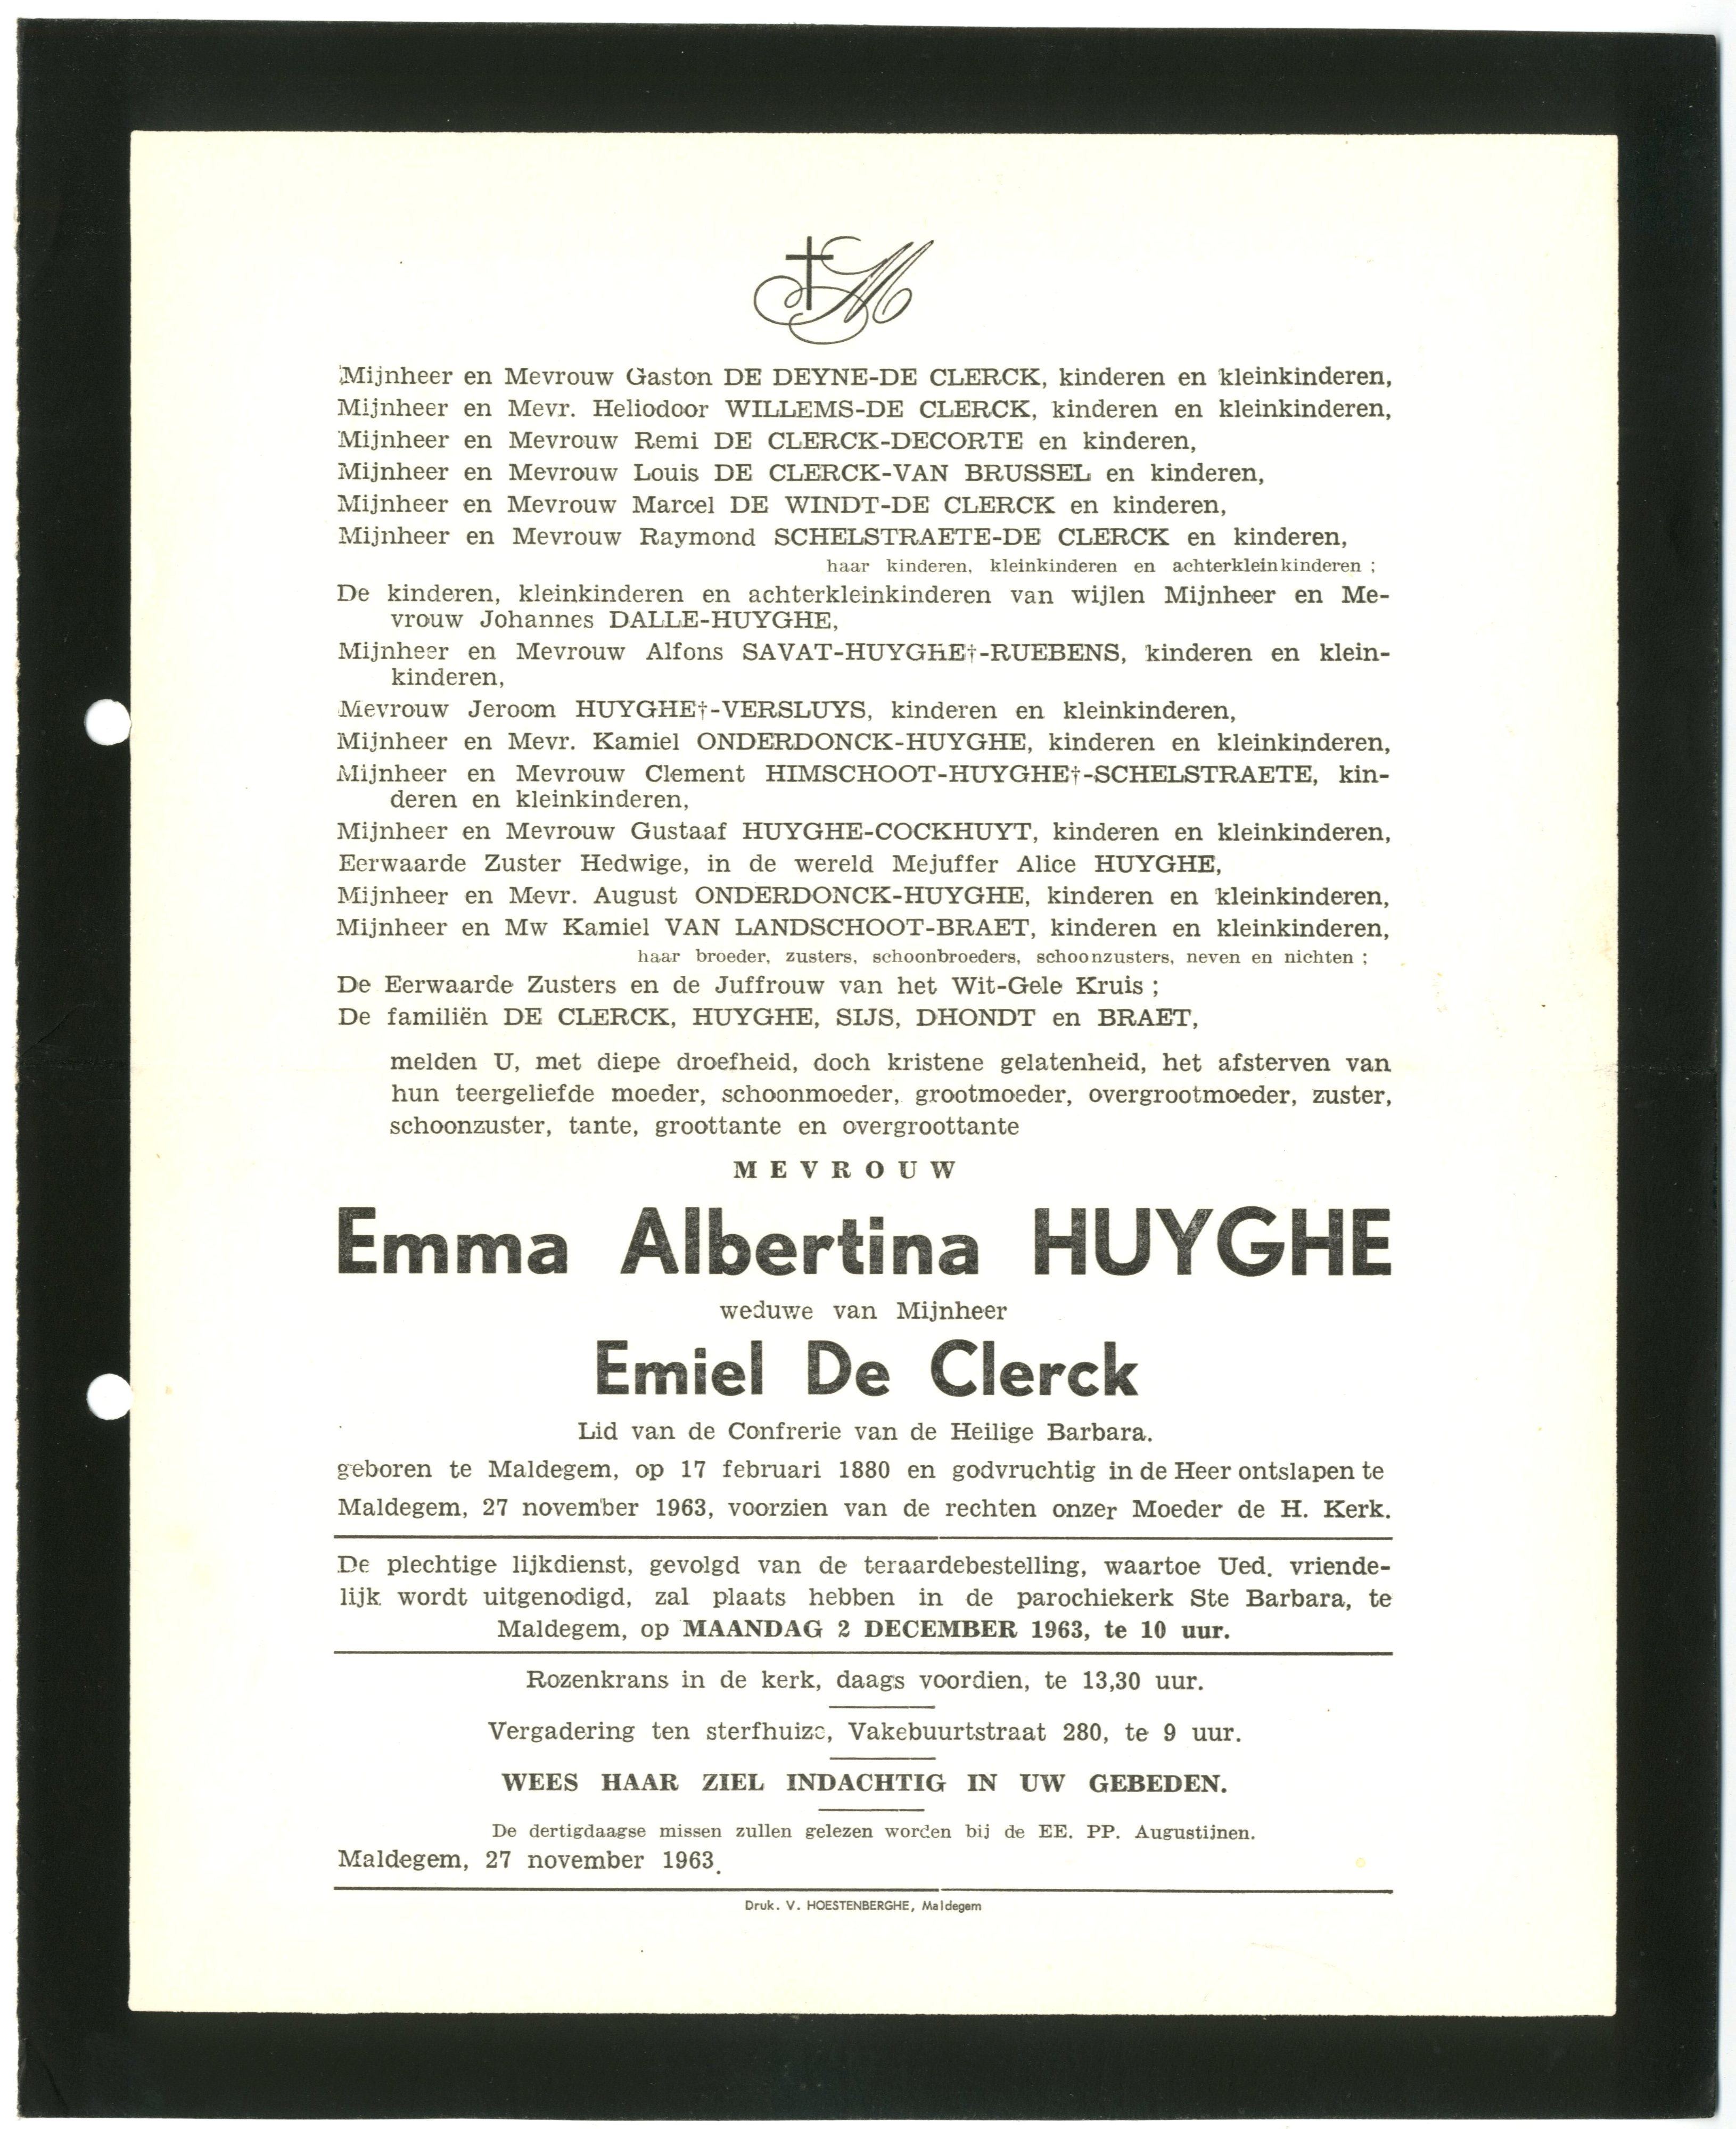 M
Mijnheer en Mevrouw Gaston DE DEYNE-DE CLERCK, kinderen en kleinkinderen,
Mijnheer en Mevr. Heliodoor WILLEMS-DE CLERCK, kinderen en kleinkinderen,
Mijnheer en Mevrouw Remi DE CLERCK-DECORTE en kinderen,
Mijnheer en Mevrouw Louis DE CLERCK-VAN BRUSSEL en kinderen,
Mijnheer en Mevrouw Marcel DE WINDT-DE CLERCK en kinderen,
Mijnheer en Mevrouw Raymond SCHELSTRAETE-DE CLERCK en kinderen,
haar kinderen, kleinkinderen en achterkleinkinderen ;
De kinderen, kleinkinderen en achterkleinkinderen van wijlen Mijnheer en Me-
vrouw Johannes DALLE-HUYGHE,
Mijnheer en Mevrouw Alfons SAVAT-HUYGHE†-RUEBENS, kinderen en klein-
kinderen,
Mevrouw Jeroom HUYGHE†-VERSLUYS, kinderen en kleinkinderen,
Mijnheer en Mevr. Kamiel ONDERDONCK-HUYGHE, kinderen en kleinkinderen,
Mijnheer en Mevrouw Clement HIMSCHOOT-HUYGHE†-SCHELSTRAETE, kin-
deren en kleinkinderen,
Mijnheer en Mevrouw Gustaaf HUYGHE-COCKHUYT, kinderen en kleinkinderen,
Eerwaarde Zuster Hedwige, in de wereld Mejuffer Alice HUYGHE,
Mijnheer en Mevr. August ONDERDONCK-HUYGHE, kinderen en kleinkinderen,
Mijnheer en Mw Kamiel VAN LANDSCHOOT-BRAET, kinderen en kleinkinderen,
haar broeder, zusters, schoonbroeders, schoonzusters, neven en nichten ;
De Eerwaarde Zusters en de Juffrouw van het Wit-Gele Kruis ;
De familiën DE CLERCK, HUYGHE, SIJS, DHONDT en BRAET,
melden U, met diepe droefheid, doch kristene gelatenheid, het afsterven van
hun teergeliefde moeder, schoonmoeder, grootmoeder, overgrootmoeder, zuster,
schoonzuster, tante, groottante en overgroottante
MEVROUW
Emma Albertina HUYGHE
weduwe van Mijnheer
Emiel De Clerck
Lid van de Confrerie van de Heilige Barbara.
geboren te Maldegem, op 17 februari 1880 en godvruchtig in de Heer ontslapen te
Maldegem, 27 november 1963, voorzien van de rechten onzer Moeder de H. Kerk.
De plechtige lijkdienst, gevolgd van de teraardebestelling, waartoe Ued. vriende-
lijk wordt uitgenodigd, zal plaats hebben in de parochiekerk Ste Barbara, te
Maldegem, op MAANDAG 2 DECEMBER 1963, te 10 uur.
Rozenkrans in de kerk, daags voordien, te 13,30 uur.
Vergadering ten sterfhuize, Vakebuurtstraat 280, te 9 uur.
WEES HAAR ZIEL INDACHTIG IN UW GEBEDEN.
De dertigdaagse missen zullen gelezen worden bij de EE. PP. Augustijnen.
Maldegem, 27 november 1963.
Druk. V. HOESTENBERGHE, Maldegem